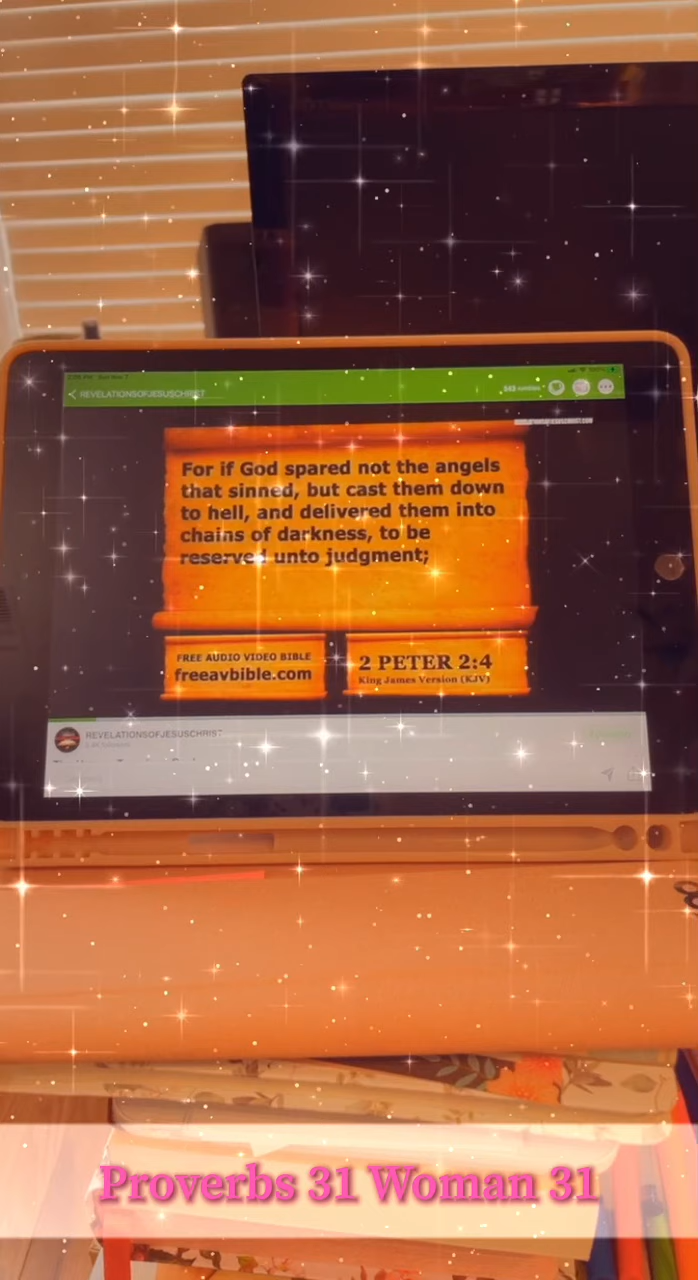 REVELATIONSOFJESUSCHRIST
For if God spared not the angels
that sinned, but cast them down
to hell, and delivered them into
chains of darkness, to be
reserved unto judgment;
FREE AUDIO VIDEO BIBLE
freeavbible.com
2 PETER 2:4
King James Version (KJV)
REVELATIONSOFJESUSCHRIST
Proverbs 31 Woman 31